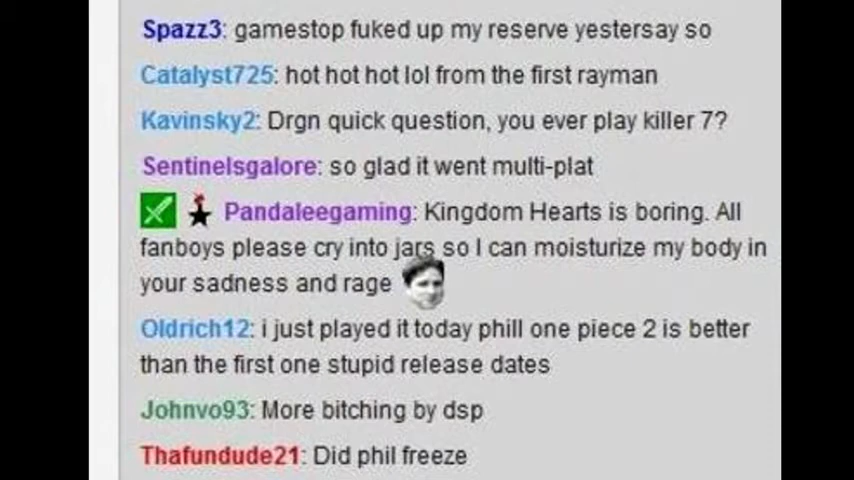 Spazz3: gamestop fuked up my reserve yestersay so
Catalyst725: hot hot hot lol from the first rayman
Kavinsky2: Drgn quick question, you ever play killer 7?
Sentinelsgalore: so glad it went multi-plat
Pandaleegaming: Kingdom Hearts is boring. All
fanboys please cry into jars so I can moisturize my body in
your sadness and rage
Oldrich12: i just played it today phill one piece 2 is better
than the first one stupid release dates
Johnvo93: More bitching by dsp
Thafundude21: Did phil freeze